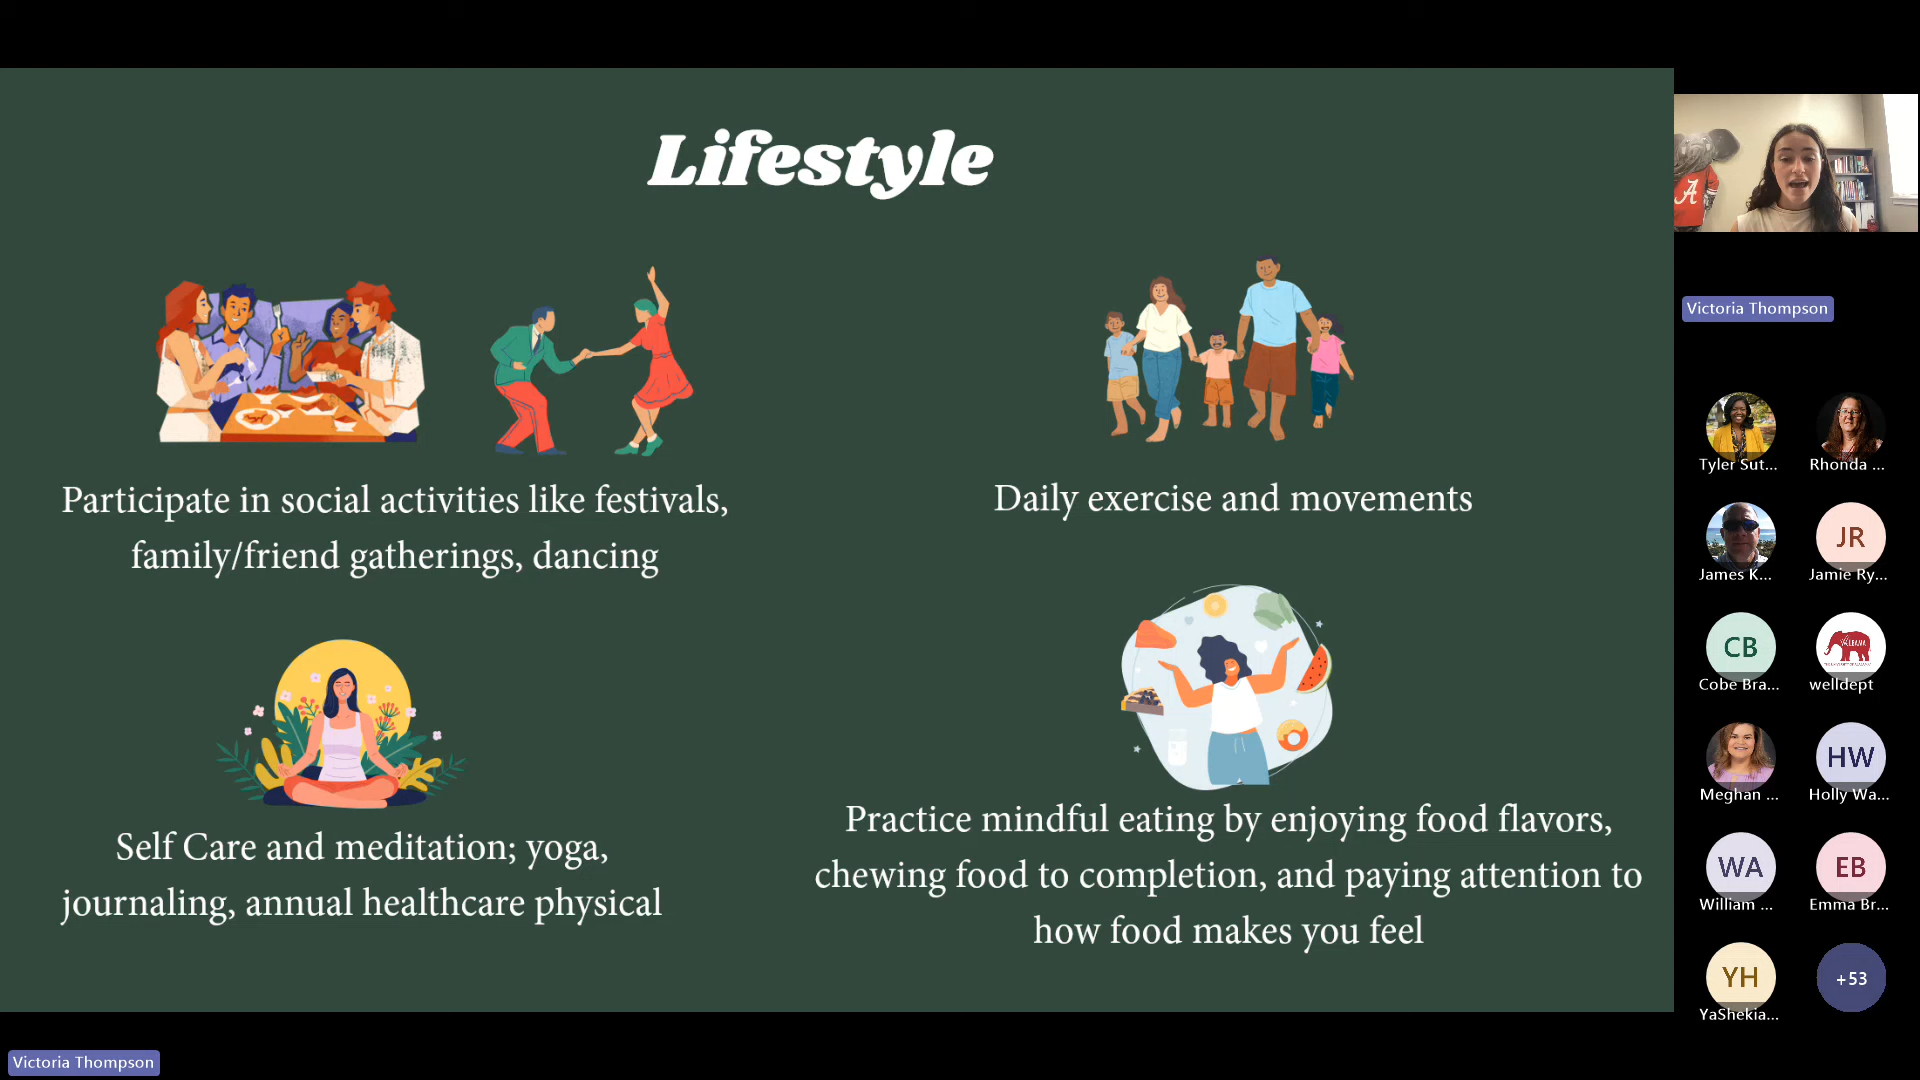 Lifestyle
Participate in social activities like festivals,
family/friend gatherings, dancing
Daily exercise and movements
Self Care and meditation; yoga,
journaling, annual healthcare physical
Practice mindful eating by enjoying food flavors,
chewing food to completion, and paying attention to
how food makes you feel
A
Victoria Thompson
Tyler Sut...
Rhonda ...
James K...
JR
Jamie Ry...
CB
Cobe Bra...
welldept
Meghan ...
HW
Holly Wa...
WA
William ...
EB
Emma Br...
YH
YaShekia...
+53
Victoria Thompson